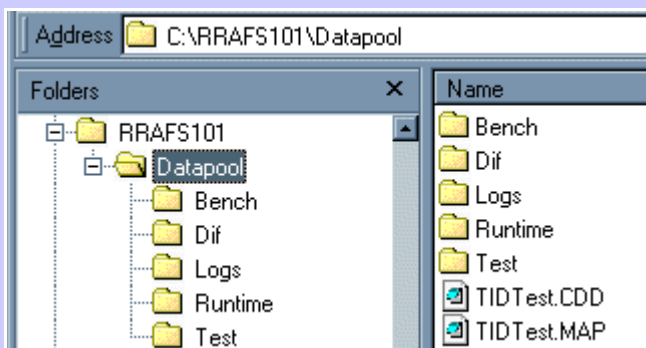 Address C:\RRAFS101\Datapool
Folders
RRAFS101
Datapool
Bench
Dif
Logs
Runtime
Test
Name
Bench
Dif
Logs
Runtime
Test
TIDTest.CDD
TIDTest.MAP